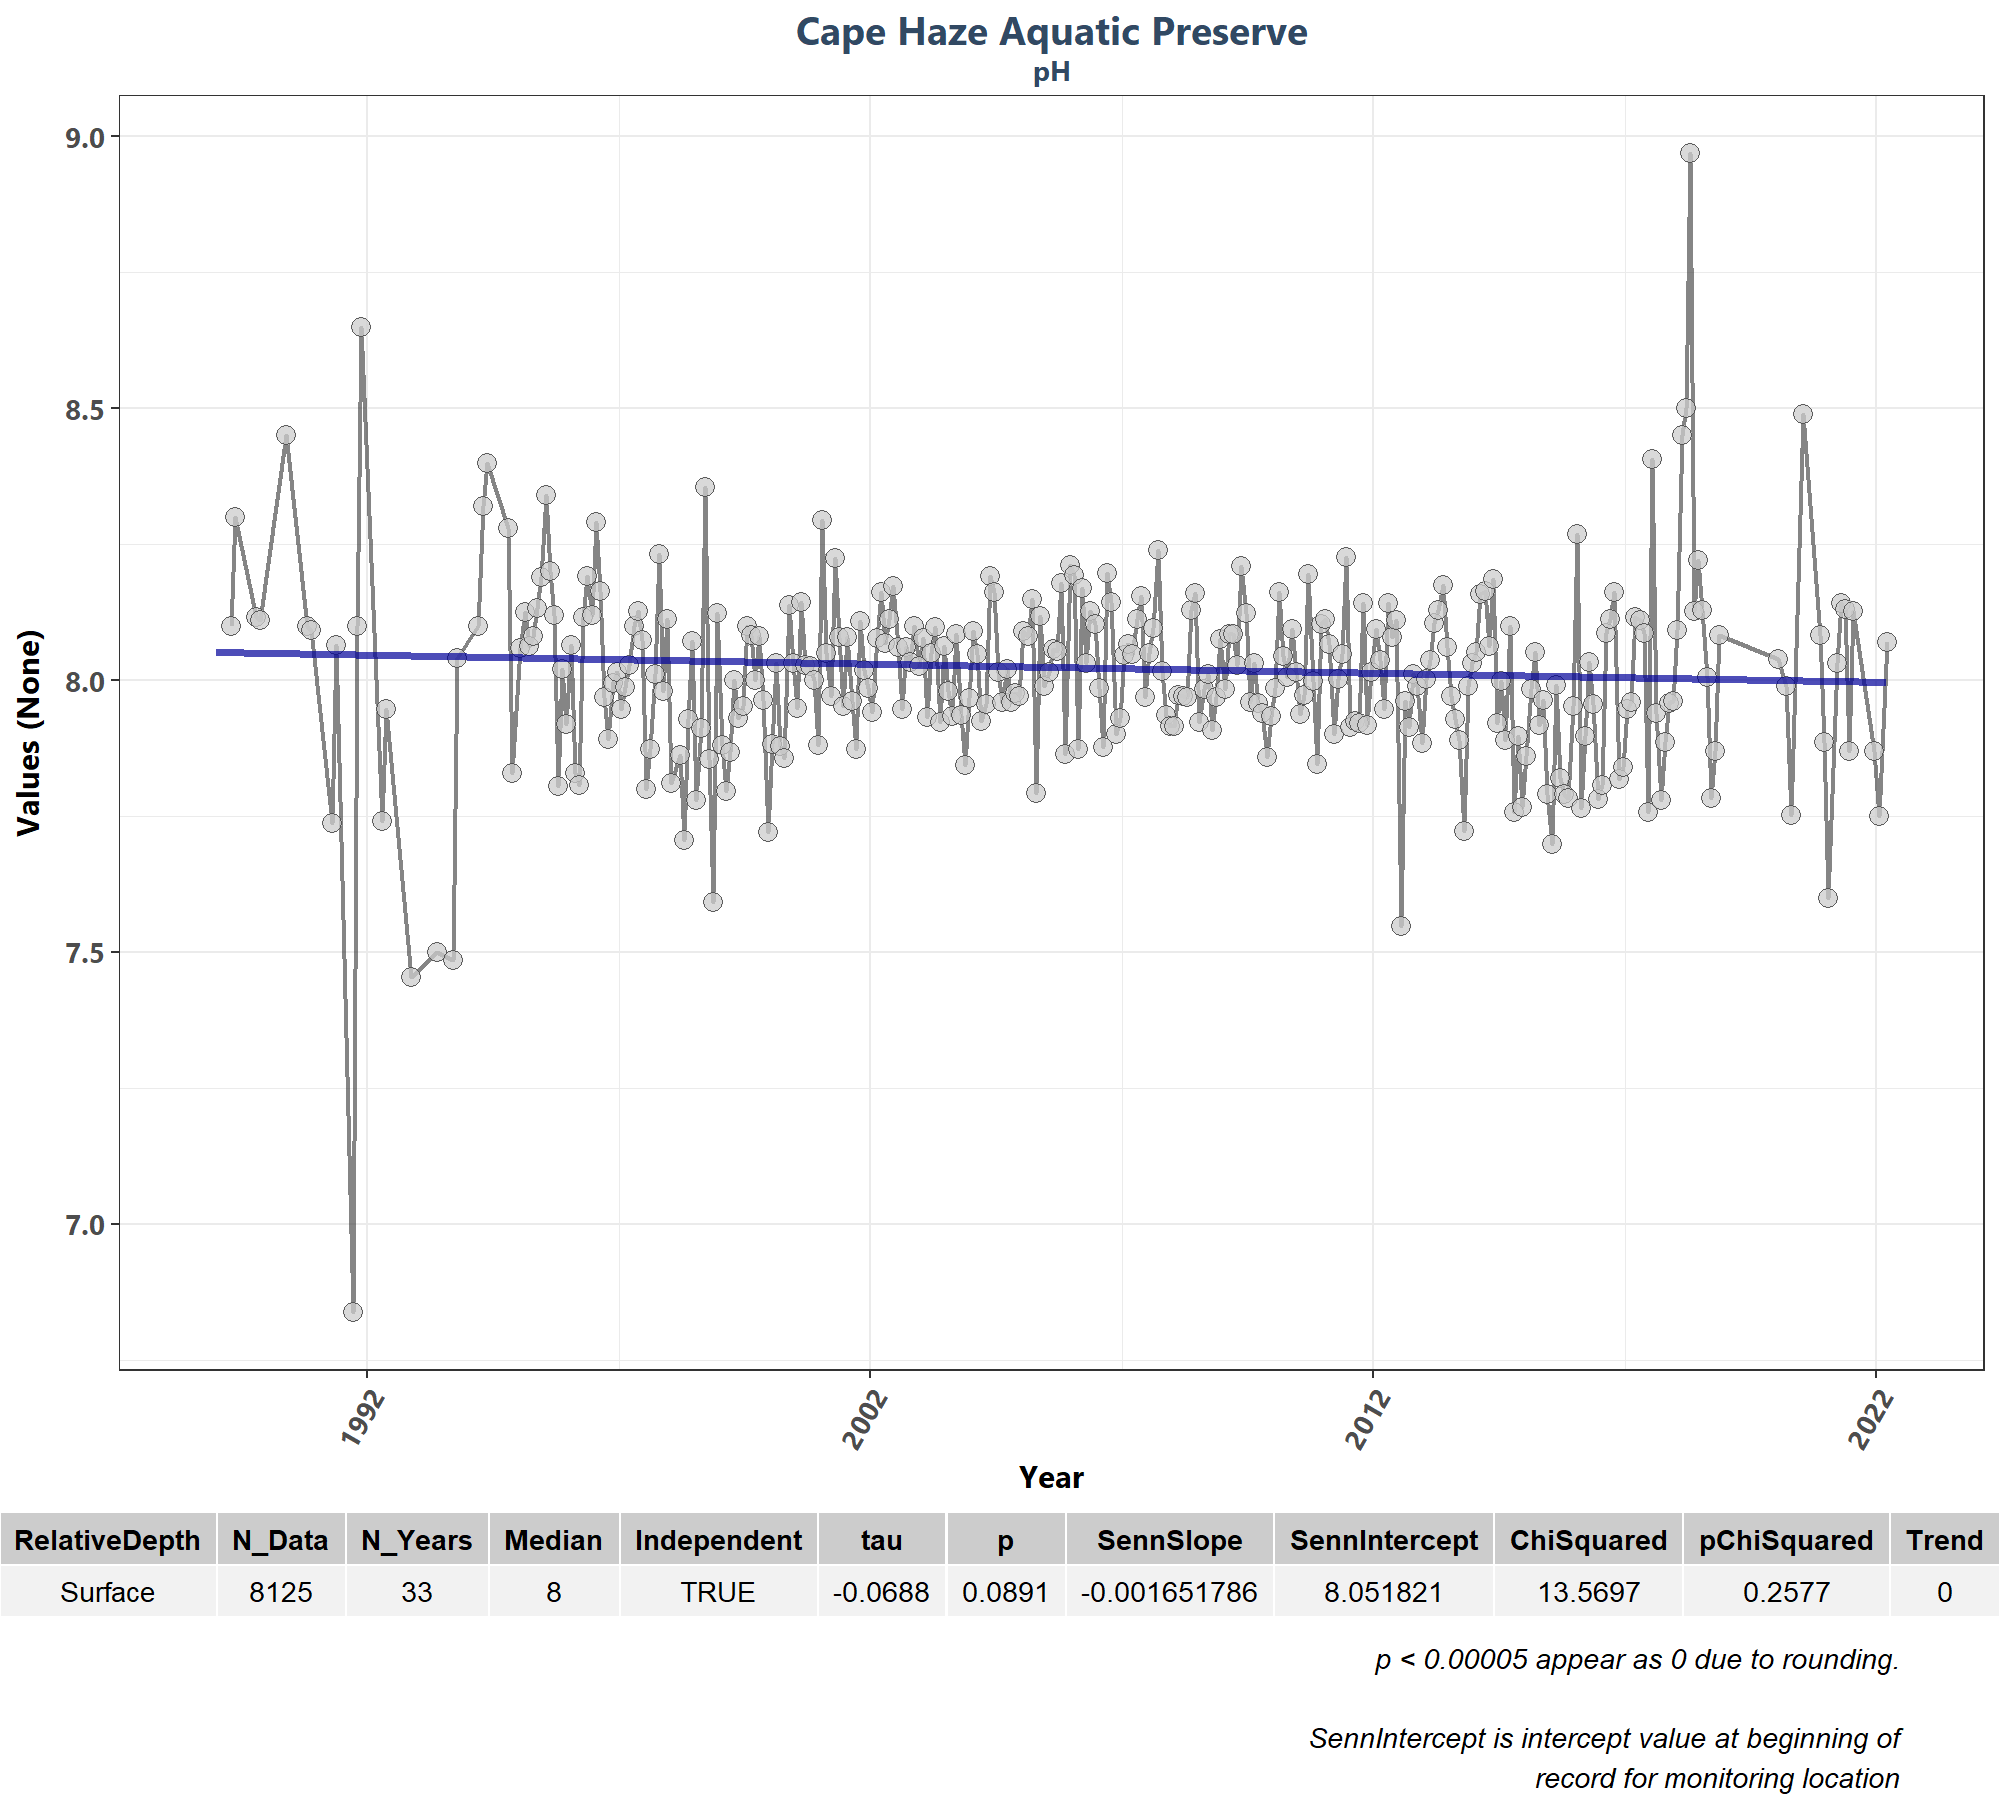 Cape Haze Aquatic Preserve
pH
Values (None)
9.0
8.5
8.0
7.5
7.0
1992
2002
2012
2022
Year
RelativeDepth N_Data N_Years Median Independent tau p SennSlope SennIntercept ChiSquared pChiSquared Trend
Surface 8125 33 8 TRUE -0.0688 0.0891 -0.001651786 8.051821 13.5697 0.2577 0
p < 0.00005 appear as 0 due to rounding.
SennIntercept is intercept value at beginning of
record for monitoring location